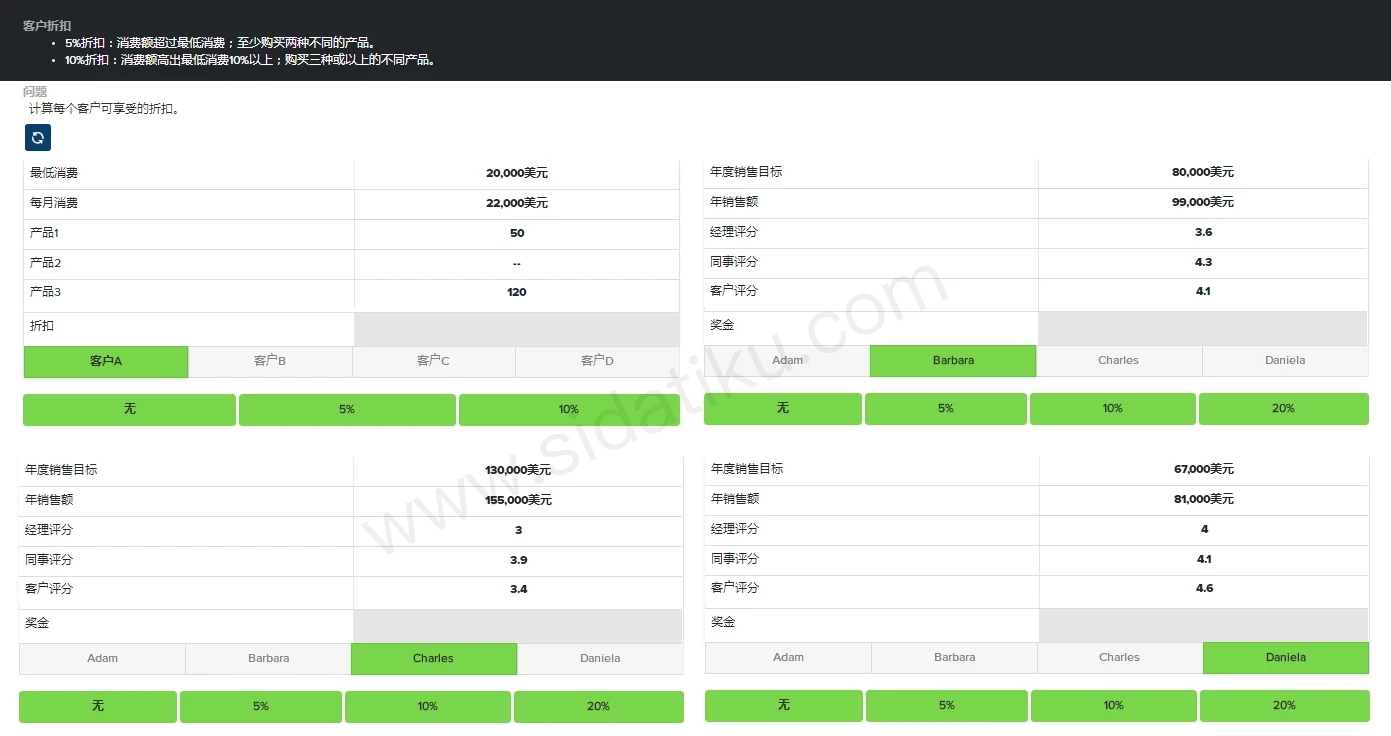 客户折扣
• 5%折扣：消费额超过最低消费；至少购买两种不同的产品。
• 10%折扣：消费额高出最低消费10%以上；购买三种或以上的不同产品。
问题
计算每个客户可享受的折扣。
最低消费 20,000美元
每月消费 22,000美元
产品1 50
产品2 --
产品3 120
折扣
客户A 客户B 客户C 客户D
无 5% 10%
年度销售目标 80,000美元
年销售额 99,000美元
经理评分 3.6
同事评分 4.3
客户评分 4.1
奖金
Adam Barbara Charles Daniela
无 5% 10% 20%
年度销售目标 130,000美元
年销售额 155,000美元
经理评分 3
同事评分 3.9
客户评分 3.4
奖金
Adam Barbara Charles Daniela
无 5% 10% 20%
年度销售目标 67,000美元
年销售额 81,000美元
经理评分 4
同事评分 4.1
客户评分 4.6
奖金
Adam Barbara Charles Daniela
无 5% 10% 20%
www.sidatiku.com